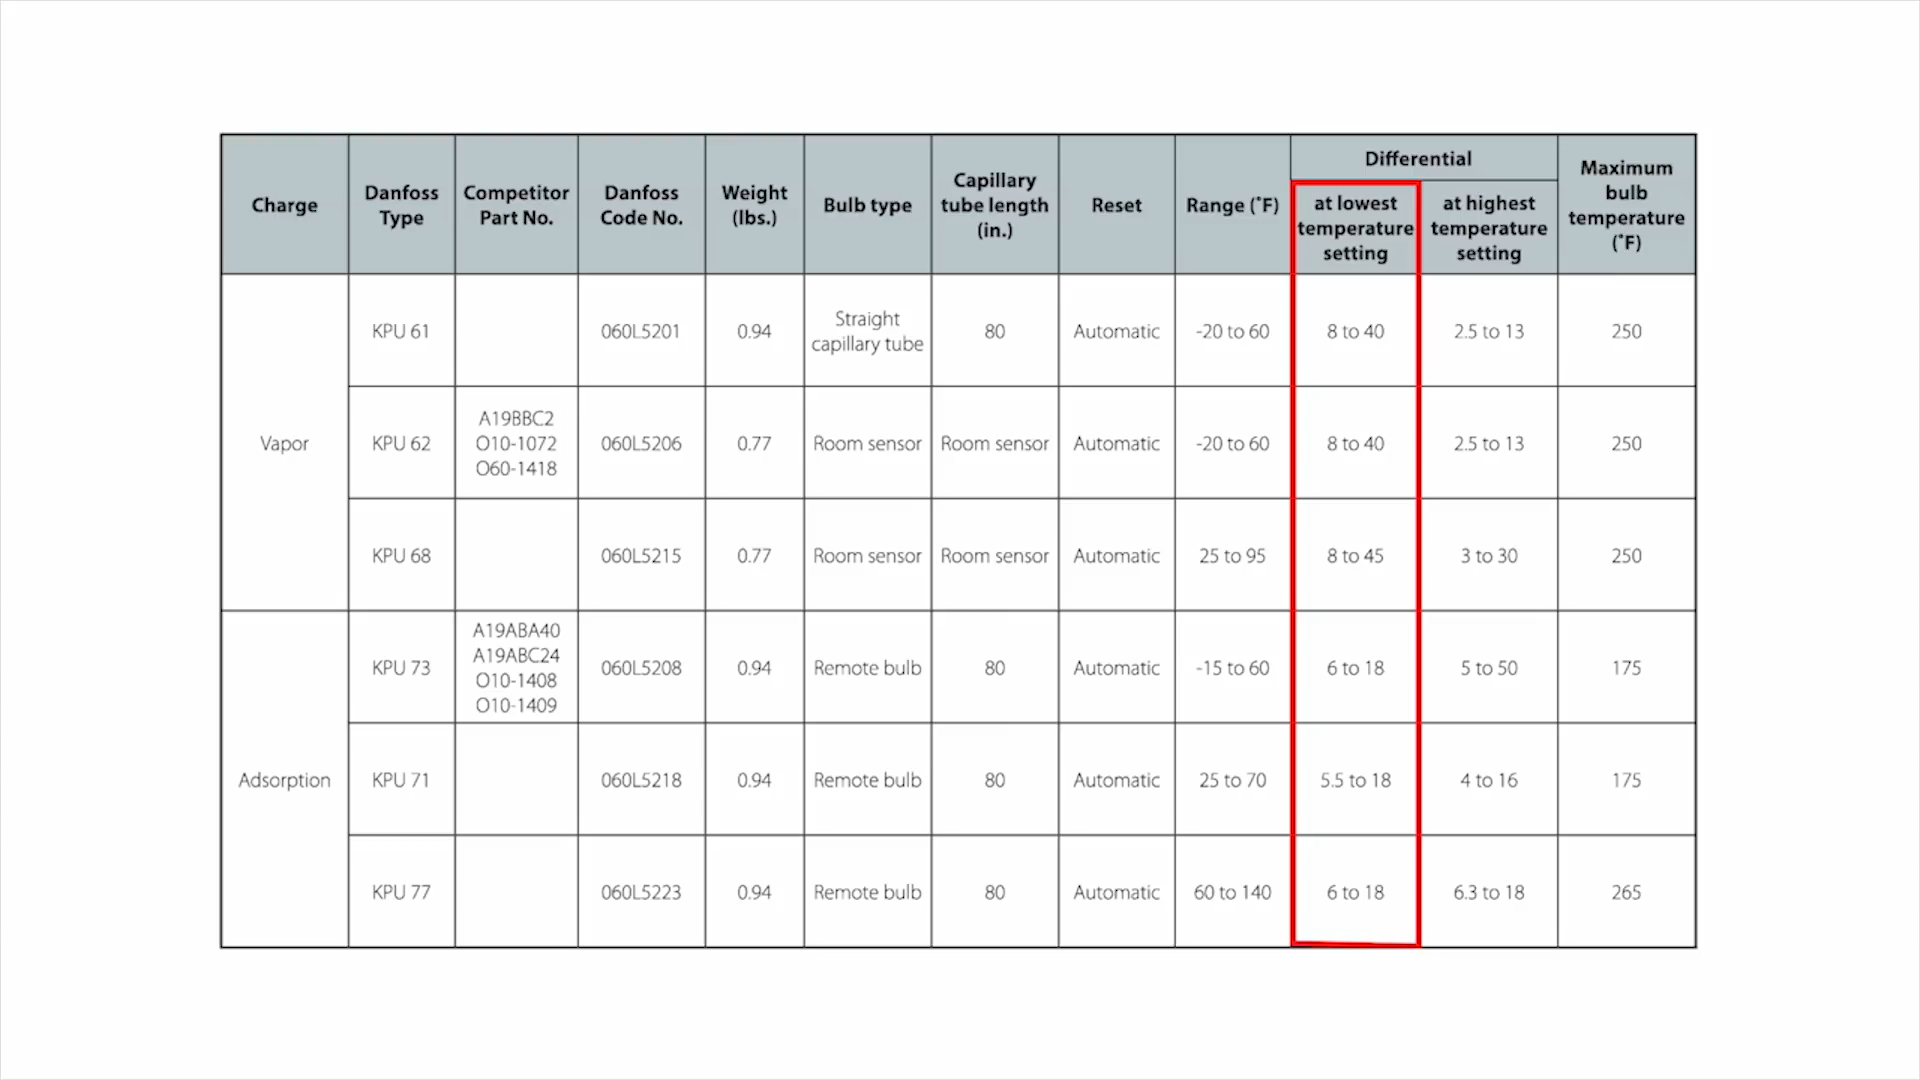 Charge
Danfoss
Type
Competitor
Part No.
Danfoss
Code No.
Weight
(lbs.)
Bulb type
Capillary
tube length
(in.)
Reset
Range (˚F)
Differential
at lowest
temperature
setting
at highest
temperature
setting
Maximum
bulb
temperature
(˚F)
Vapor
KPU 61
060L5201
0.94
Straight
capillary tube
80
Automatic
-20 to 60
8 to 40
2.5 to 13
250
KPU 62
A19BBC2
O10-1072
O60-1418
060L5206
0.77
Room sensor
Room sensor
Automatic
-20 to 60
8 to 40
2.5 to 13
250
KPU 68
060L5215
0.77
Room sensor
Room sensor
Automatic
25 to 95
8 to 45
3 to 30
250
Adsorption
KPU 73
A19ABA40
A19ABC24
O10-1408
O10-1409
060L5208
0.94
Remote bulb
80
Automatic
-15 to 60
6 to 18
5 to 50
175
KPU 71
060L5218
0.94
Remote bulb
80
Automatic
25 to 70
5.5 to 18
4 to 16
175
KPU 77
060L5223
0.94
Remote bulb
80
Automatic
60 to 140
6 to 18
6.3 to 18
265